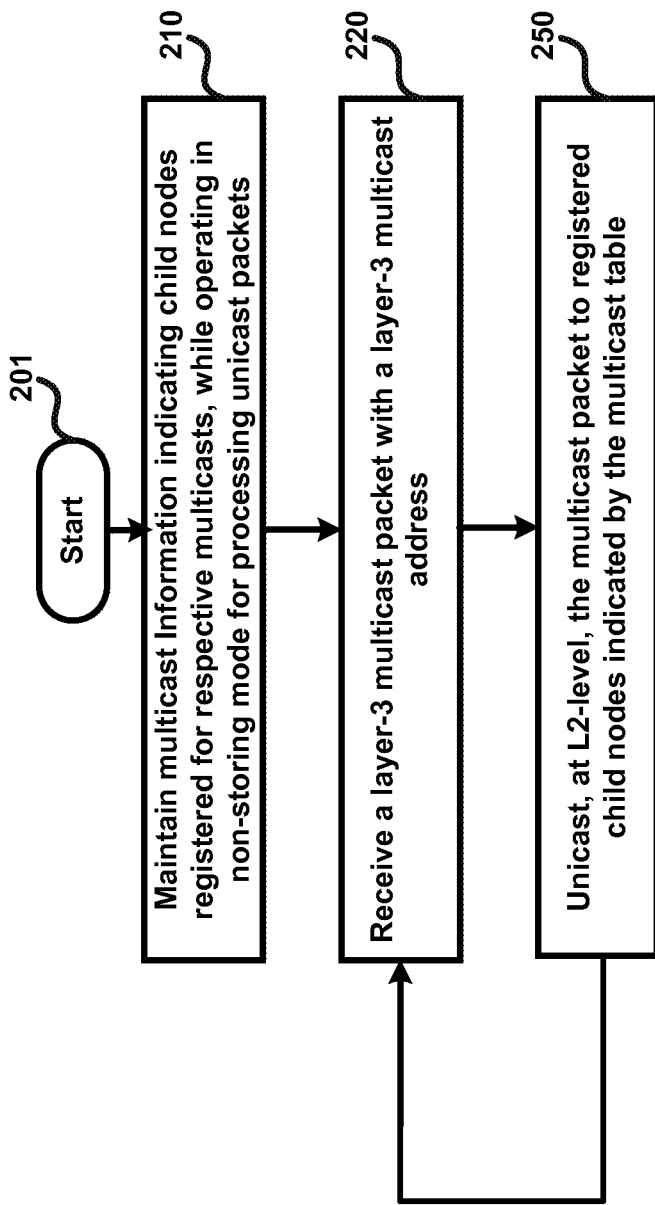 201
Start
210
Maintain multicast Information indicating child nodes
registered for respective multicasts, while operating in
non-storing mode for processing unicast packets
220
Receive a layer-3 multicast packet with a layer-3 multicast
address
250
Unicast, at L2-level, the multicast packet to registered
child nodes indicated by the multicast table